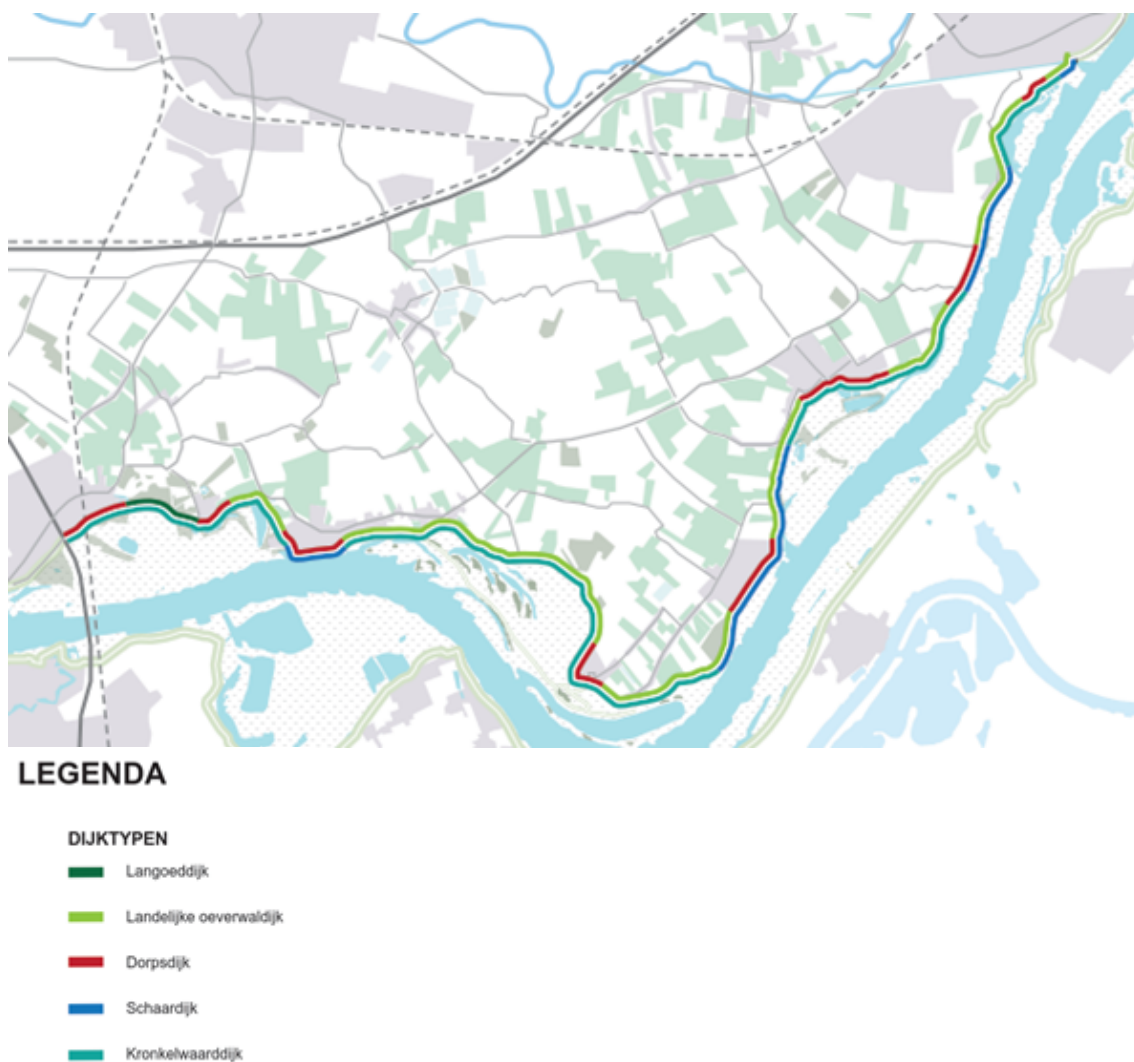 LEGENDA
DIJKTYPEN
Langoeddijk
Landelijke oeverwaldijk
Dorpsdijk
Schaardijk
Kronkelwaarddijk